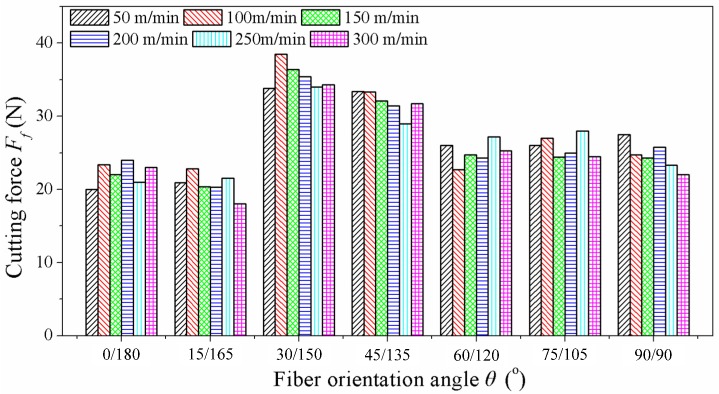 50 m/min 100m/min 150 m/min
200 m/min 250m/min 300 m/min
40
30
20
10
0
Cutting force F_f (N)
0/180 15/165 30/150 45/135 60/120 75/105 90/90
Fiber orientation angle θ (°)